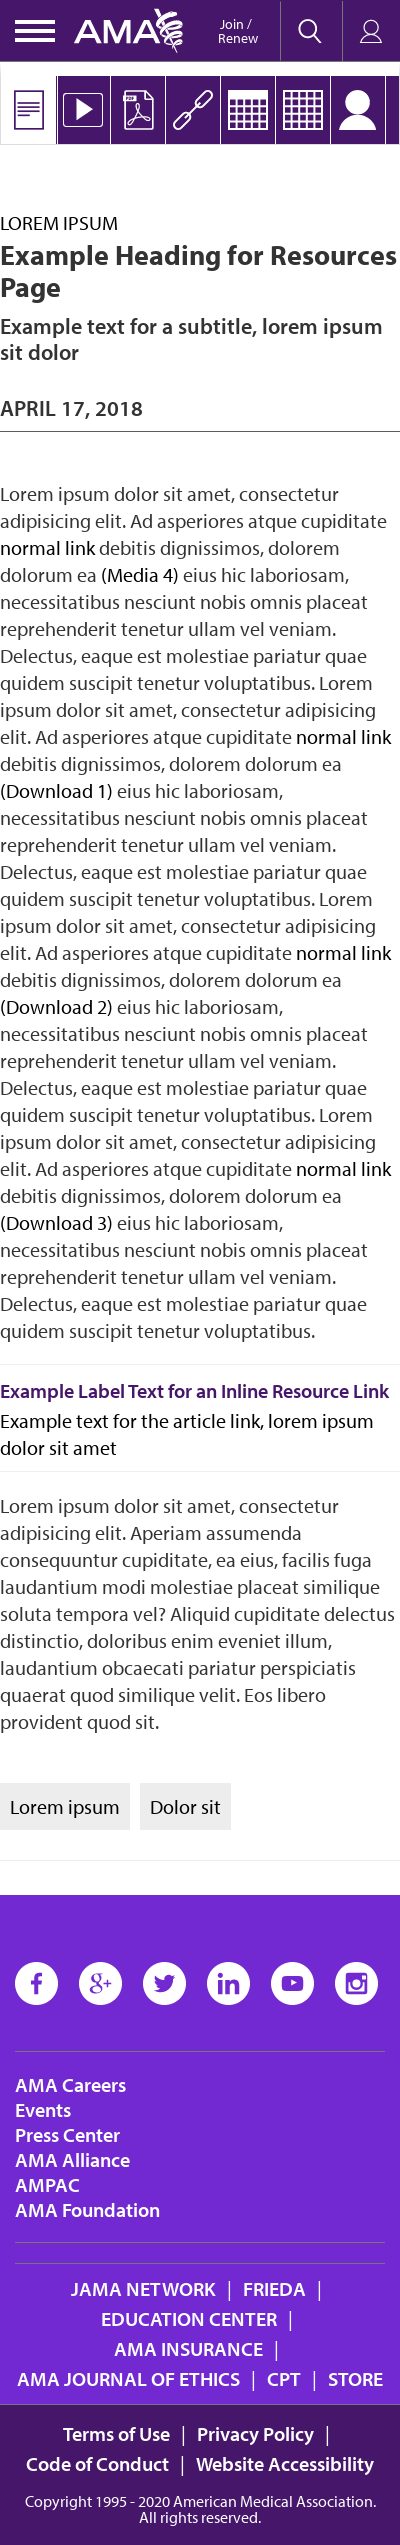 AMA
Join /
Renew
PDF
LOREM IPSUM
Example Heading for Resources
Page
Example text for a subtitle, lorem ipsum
sit dolor
APRIL 17, 2018
Lorem ipsum dolor sit amet, consectetur
adipisicing elit. Ad asperiores atque cupiditate
normal link debitis dignissimos, dolorem
dolorum ea (Media 4) eius hic laboriosam,
necessitatibus nesciunt nobis omnis placeat
reprehenderit tenetur ullam vel veniam.
Delectus, eaque est molestiae pariatur quae
quidem suscipit tenetur voluptatibus. Lorem
ipsum dolor sit amet, consectetur adipisicing
elit. Ad asperiores atque cupiditate normal link
debitis dignissimos, dolorem dolorum ea
(Download 1) eius hic laboriosam,
necessitatibus nesciunt nobis omnis placeat
reprehenderit tenetur ullam vel veniam.
Delectus, eaque est molestiae pariatur quae
quidem suscipit tenetur voluptatibus. Lorem
ipsum dolor sit amet, consectetur adipisicing
elit. Ad asperiores atque cupiditate normal link
debitis dignissimos, dolorem dolorum ea
(Download 2) eius hic laboriosam,
necessitatibus nesciunt nobis omnis placeat
reprehenderit tenetur ullam vel veniam.
Delectus, eaque est molestiae pariatur quae
quidem suscipit tenetur voluptatibus. Lorem
ipsum dolor sit amet, consectetur adipisicing
elit. Ad asperiores atque cupiditate normal link
debitis dignissimos, dolorem dolorum ea
(Download 3) eius hic laboriosam,
necessitatibus nesciunt nobis omnis placeat
reprehenderit tenetur ullam vel veniam.
Delectus, eaque est molestiae pariatur quae
quidem suscipit tenetur voluptatibus.
Example Label Text for an Inline Resource Link
Example text for the article link, lorem ipsum
dolor sit amet
Lorem ipsum dolor sit amet, consectetur
adipisicing elit. Aperiam assumenda
consequuntur cupiditate, ea eius, facilis fuga
laudantium modi molestiae placeat similique
soluta tempora vel? Aliquid cupiditate delectus
distinctio, doloribus enim eveniet illum,
laudantium obcaecati pariatur perspiciatis
quaerat quod similique velit. Eos libero
provident quod sit.
Lorem ipsum Dolor sit
AMA Careers
Events
Press Center
AMA Alliance
AMPAC
AMA Foundation
JAMA NETWORK | FRIEDA |
EDUCATION CENTER |
AMA INSURANCE |
AMA JOURNAL OF ETHICS | CPT | STORE
Terms of Use | Privacy Policy |
Code of Conduct | Website Accessibility
Copyright 1995 - 2020 American Medical Association.
All rights reserved.